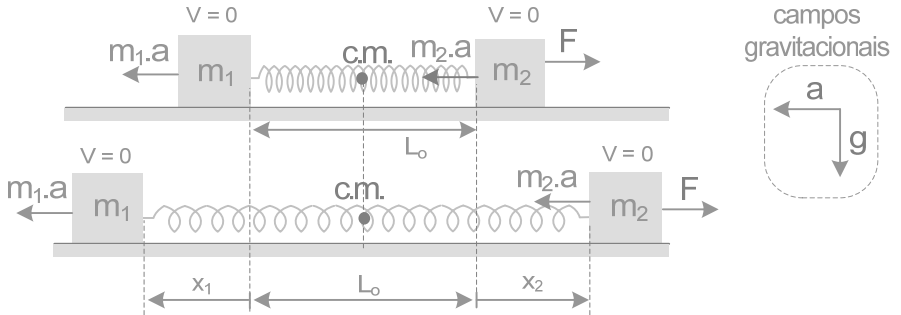 V = 0
V = 0
campos
gravitacionais
m₁.a
m₁
c.m.
m₂.a
m₂
F
a
g
Lₒ
V = 0
V = 0
m₁.a
m₁
c.m.
m₂.a
m₂
F
x₁
Lₒ
x₂